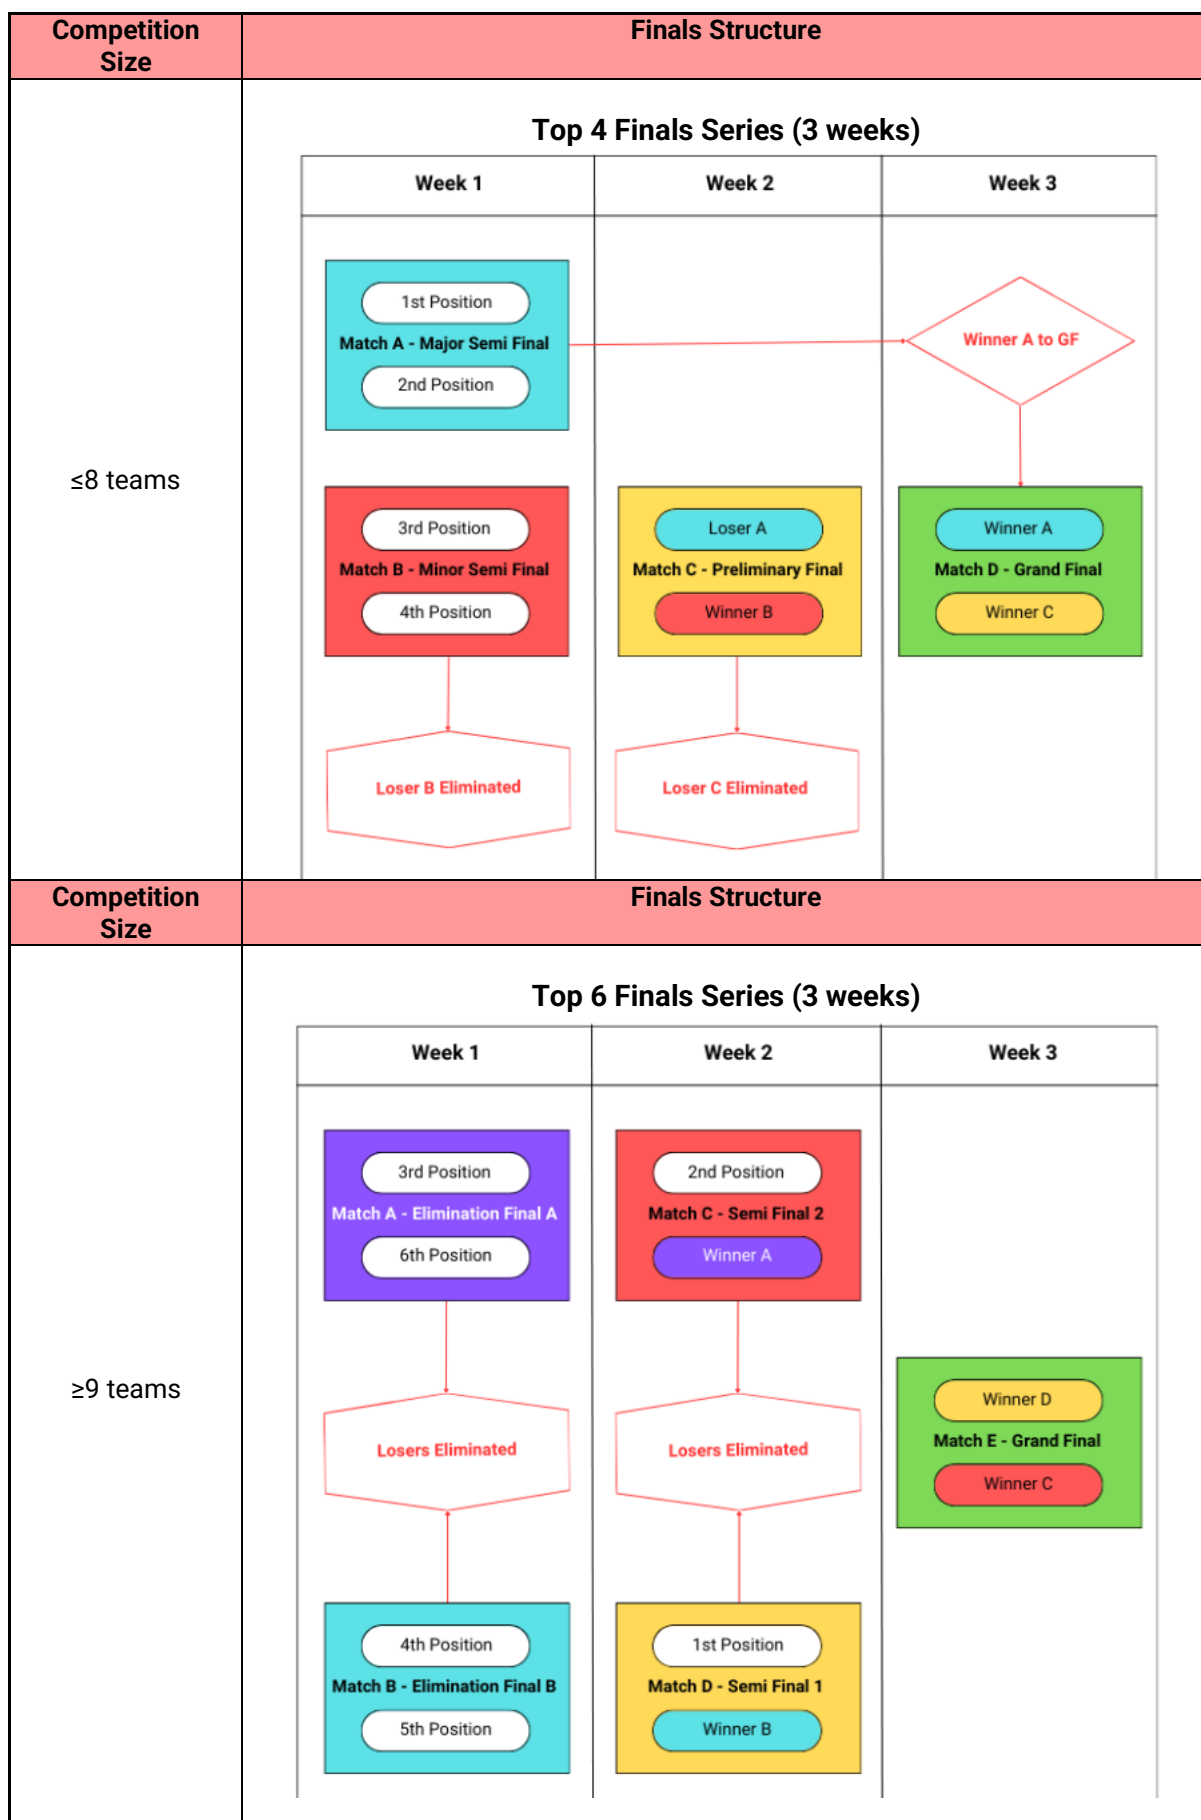 Competition
Size
Finals Structure
≤8 teams
Top 4 Finals Series (3 weeks)
Week 1
Week 2
Week 3
1st Position
Match A - Major Semi Final
2nd Position
Winner A to GF
3rd Position
Match B - Minor Semi Final
4th Position
Loser A
Match C - Preliminary Final
Winner B
Winner A
Match D - Grand Final
Winner C
Loser B Eliminated
Loser C Eliminated
Competition
Size
Finals Structure
≥9 teams
Top 6 Finals Series (3 weeks)
Week 1
Week 2
Week 3
3rd Position
Match A - Elimination Final A
6th Position
2nd Position
Match C - Semi Final 2
Winner A
Losers Eliminated
Losers Eliminated
Winner D
Match E - Grand Final
Winner C
4th Position
Match B - Elimination Final B
5th Position
1st Position
Match D - Semi Final 1
Winner B